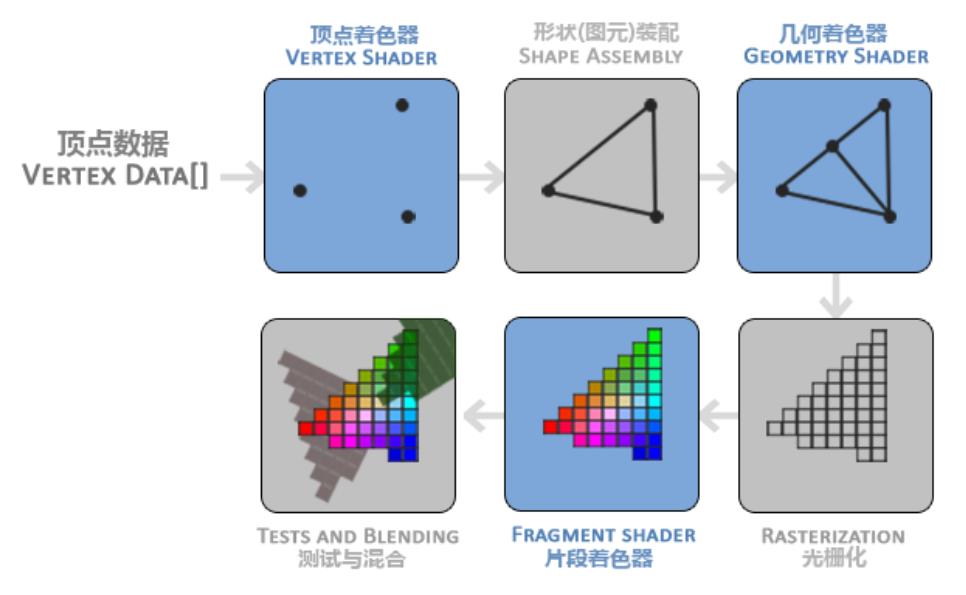 顶点着色器
VERTEX SHADER
形状(图元)装配
SHAPE ASSEMBLY
几何着色器
GEOMETRY SHADER
顶点数据
VERTEX DATA[]
TESTS AND BLENDING
测试与混合
FRAGMENT SHADER
片段着色器
RASTERIZATION
光栅化